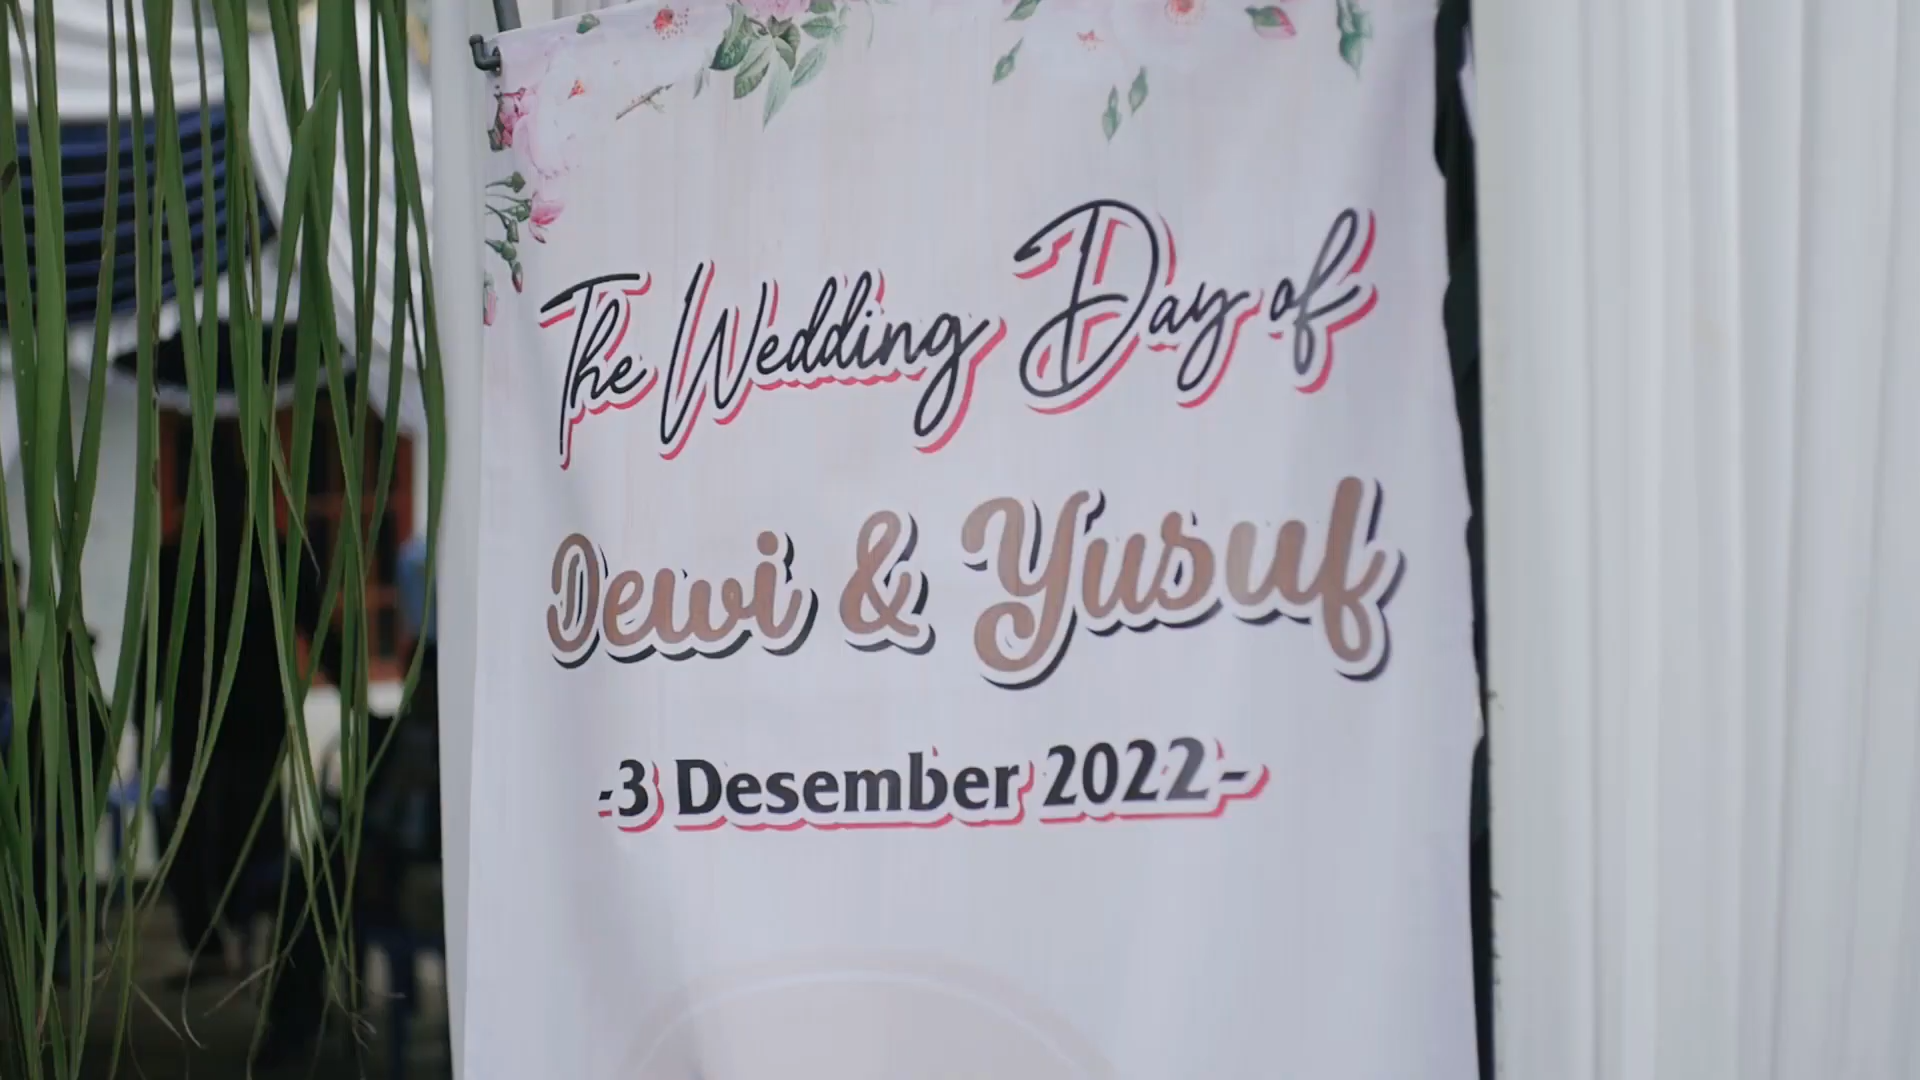 The Wedding Day of
Dewi & Yusuf
-3 Desember 2022-